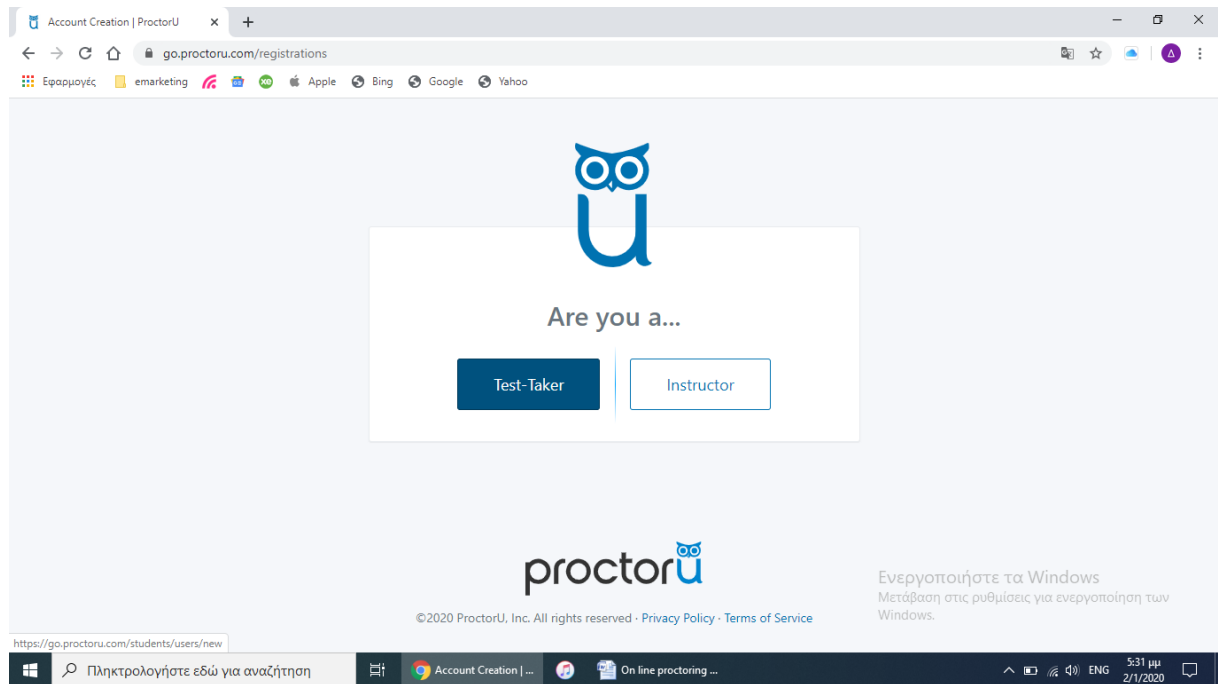 Account Creation | ProctorU
go.proctoru.com/registrations
Εφαρμογές emarketing xe Apple Bing Google Yahoo
Δ
Are you a...
Test-Taker Instructor
proctoru
©2020 ProctorU, Inc. All rights reserved · Privacy Policy · Terms of Service
Ενεργοποιήστε τα Windows
Μετάβαση στις ρυθμίσεις για ενεργοποίηση των
Windows.
https://go.proctoru.com/students/users/new
Πληκτρολογήστε εδώ για αναζήτηση Account Creation | ... On line proctoring ... ENG 5:31 μμ
2/1/2020